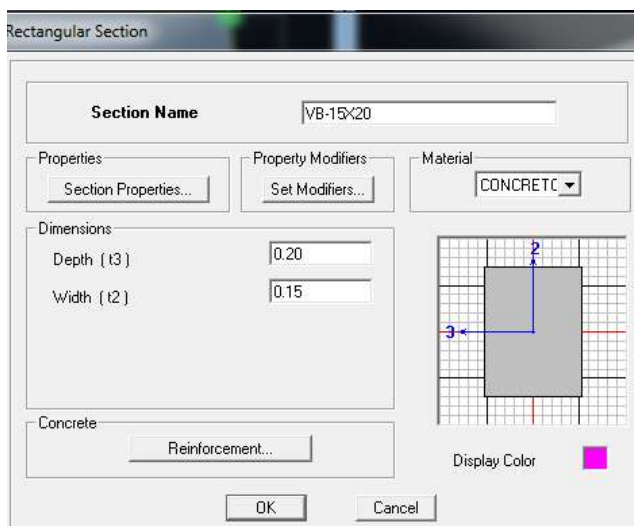 Rectangular Section
Section Name VB-15X20
Properties Property Modifiers Material
Section Properties... Set Modifiers... CONCRETC
Dimensions
Depth ( t3 ) 0.20
Width ( t2 ) 0.15
2
3
Concrete
Reinforcement...
Display Color
OK Cancel